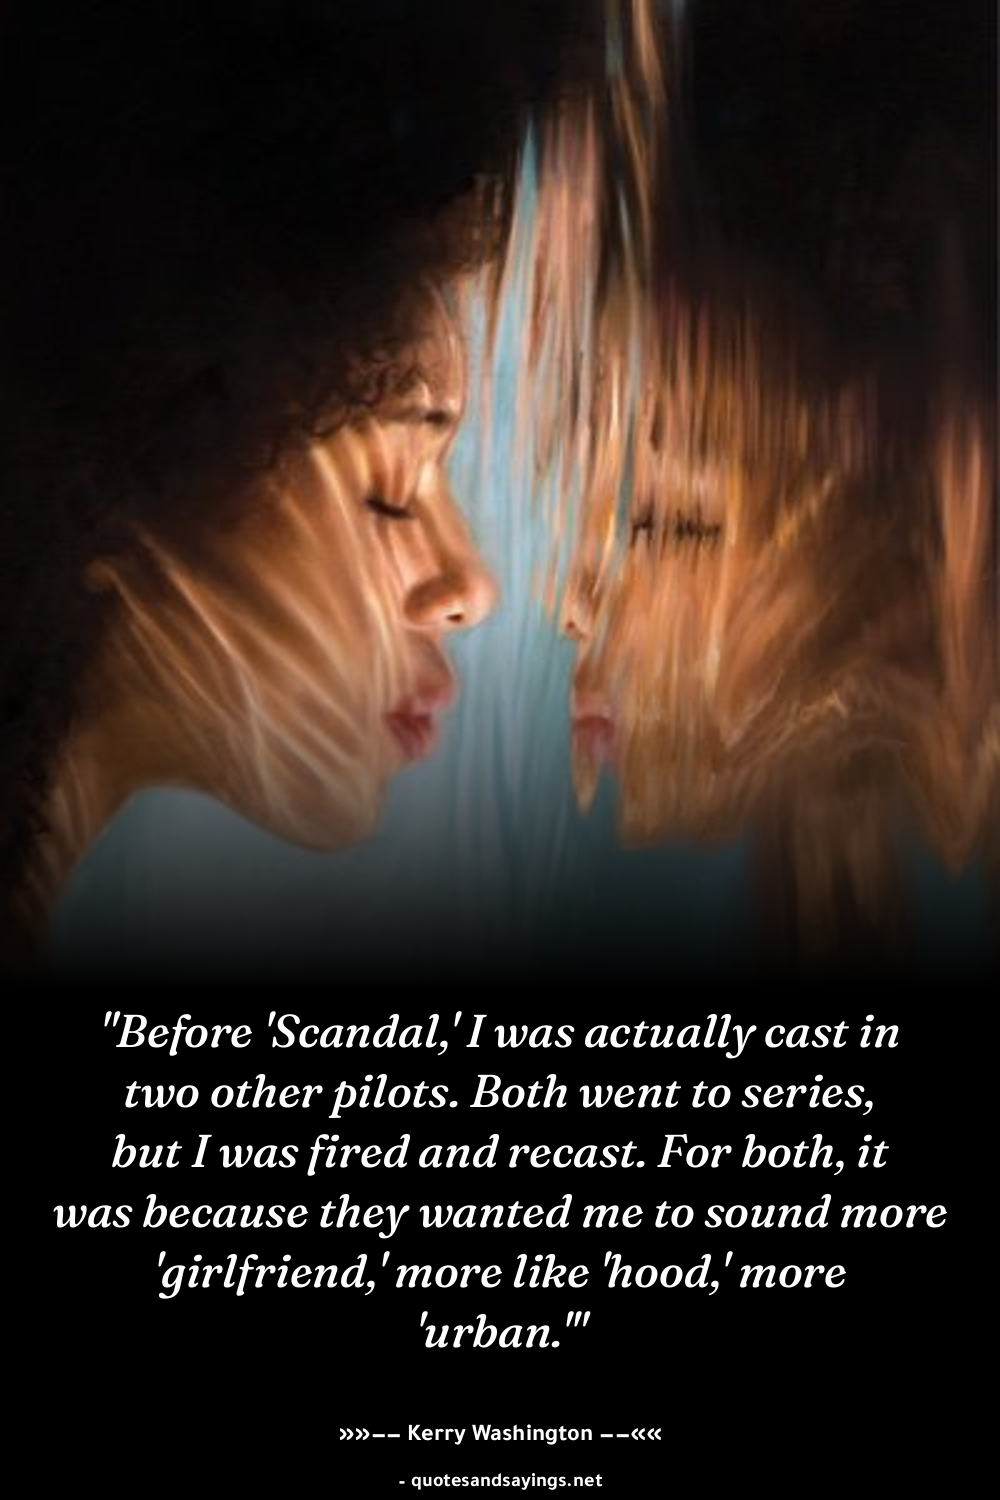 "Before 'Scandal,' I was actually cast in
two other pilots. Both went to series,
but I was fired and recast. For both, it
was because they wanted me to sound more
'girlfriend,' more like 'hood,' more
'urban.'"
»»–– Kerry Washington ––««
- quotesandsayings.net